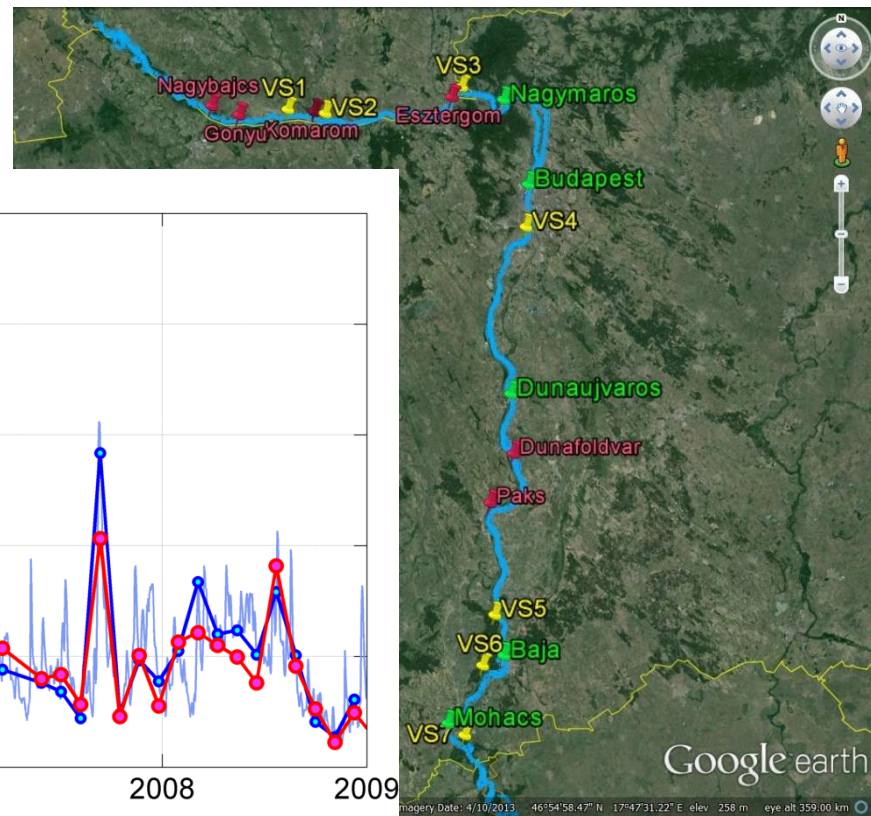 N
Nagybajcs
VS1
VS3
Gonyu
Komarom
VS2
Esztergom
Nagymaros
Budapest
VS4
Dunaujvaros
Dunafoldvar
Paks
VS5
VS6
Baja
Mohacs
VS7
2008
2009
Google earth
magery Date: 4/10/2013 46°54'58.47" N 17°47'31.22" E elev 258 m eye alt 359.00 km